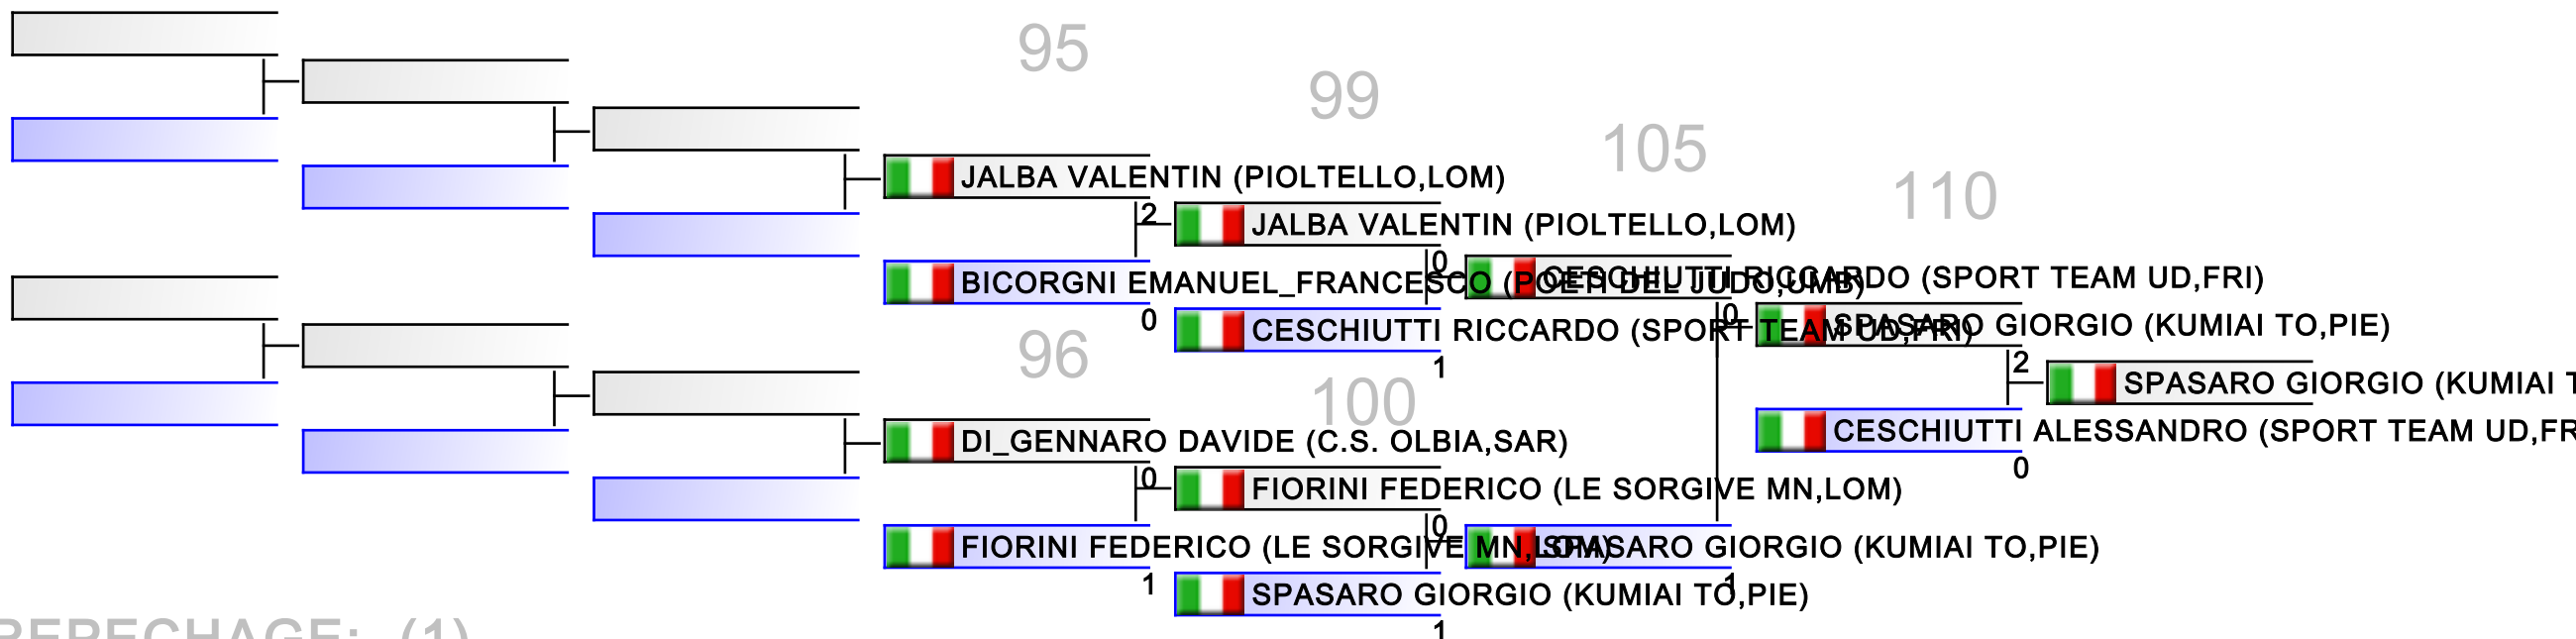 95
99
105
110
JALBA VALENTIN (PIOLTELLO,LOM)
2
JALBA VALENTIN (PIOLTELLO,LOM)
0
BICORGNI EMANUEL_FRANCESCO (POETI DEL JUDO,UMB)
CESCHIUTTI RICCARDO (SPORT TEAM UD,FRI)
0
CESCHIUTTI RICCARDO (SPORT TEAM UD,FRI)
0
SPASARO GIORGIO (KUMIAI TO,PIE)
96
1
2
SPASARO GIORGIO (KUMIAI T
100
DI_GENNARO DAVIDE (C.S. OLBIA,SAR)
CESCHIUTTI ALESSANDRO (SPORT TEAM UD,FR
0
0
FIORINI FEDERICO (LE SORGIVE MN,LOM)
0
FIORINI FEDERICO (LE SORGIVE MN,LOM)
SPASARO GIORGIO (KUMIAI TO,PIE)
1
1
SPASARO GIORGIO (KUMIAI TO,PIE)
1
REPECHAGE: (1)